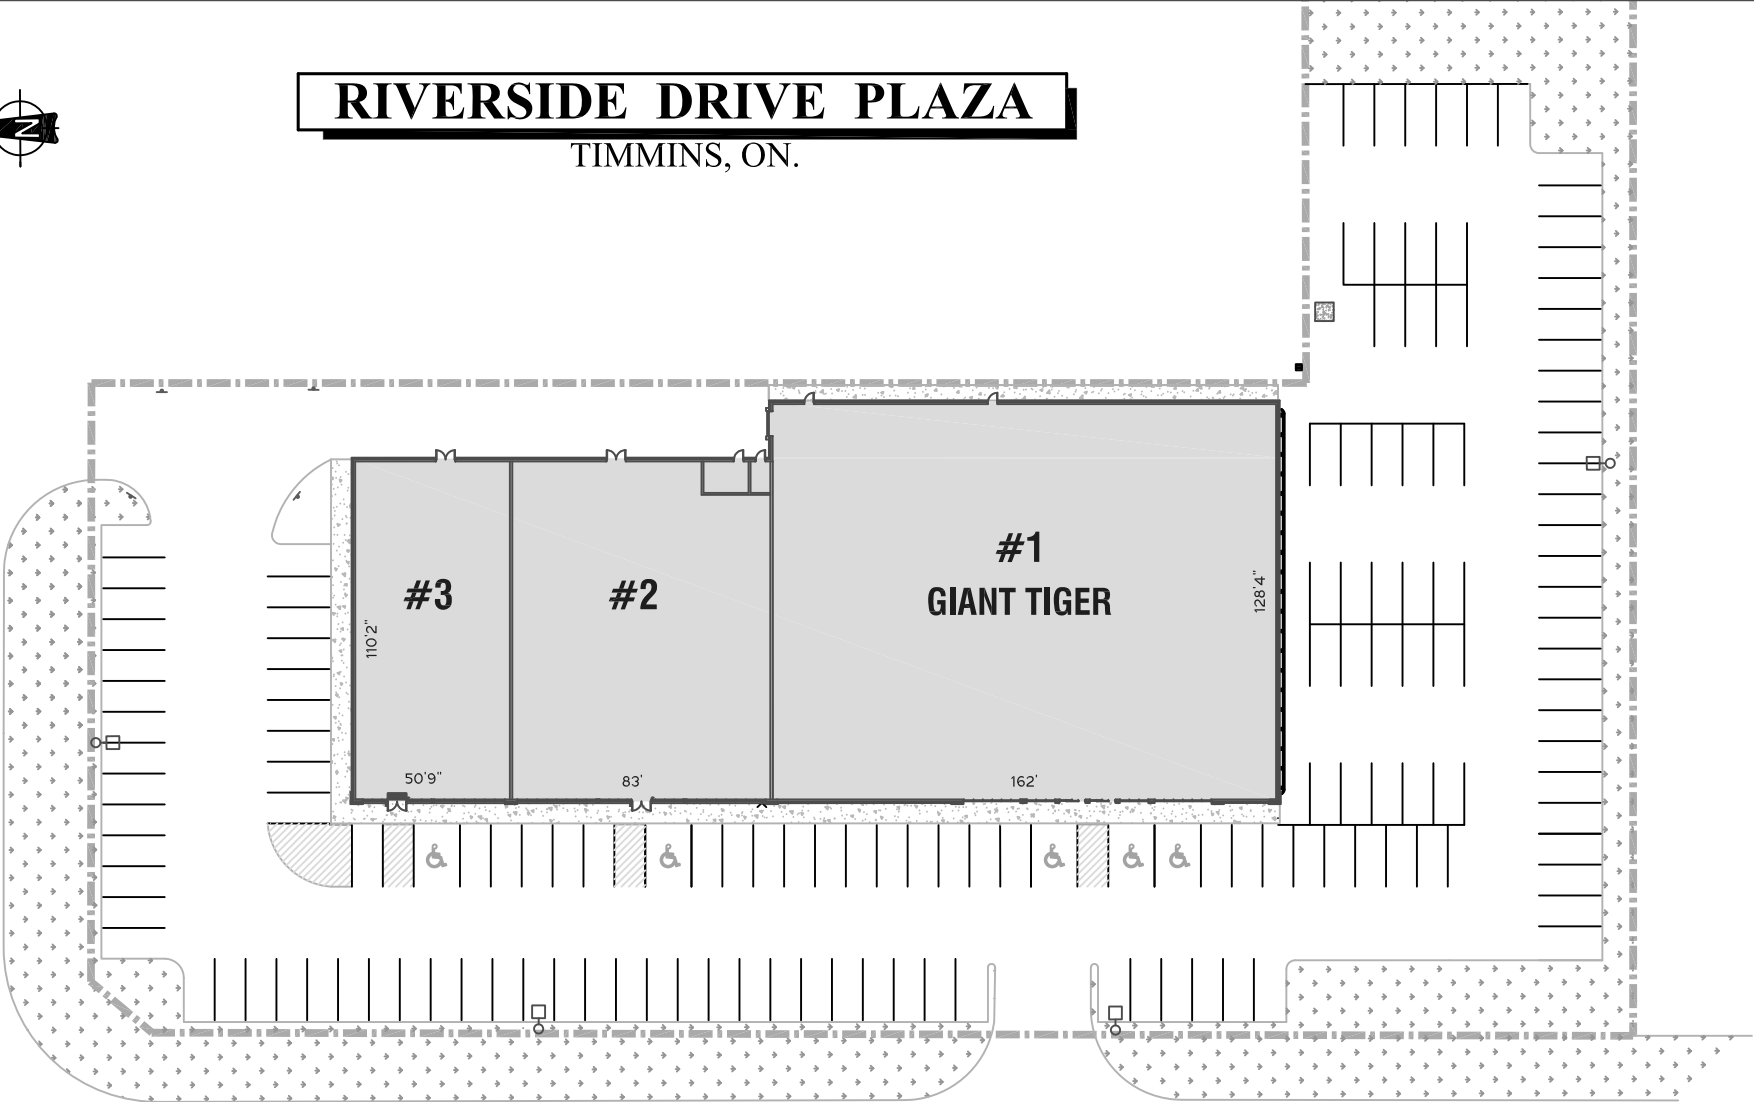 RIVERSIDE DRIVE PLAZA
TIMMINS, ON.
N
#1
GIANT TIGER
#3
#2
110'2"
128'4"
50'9"
83'
162'